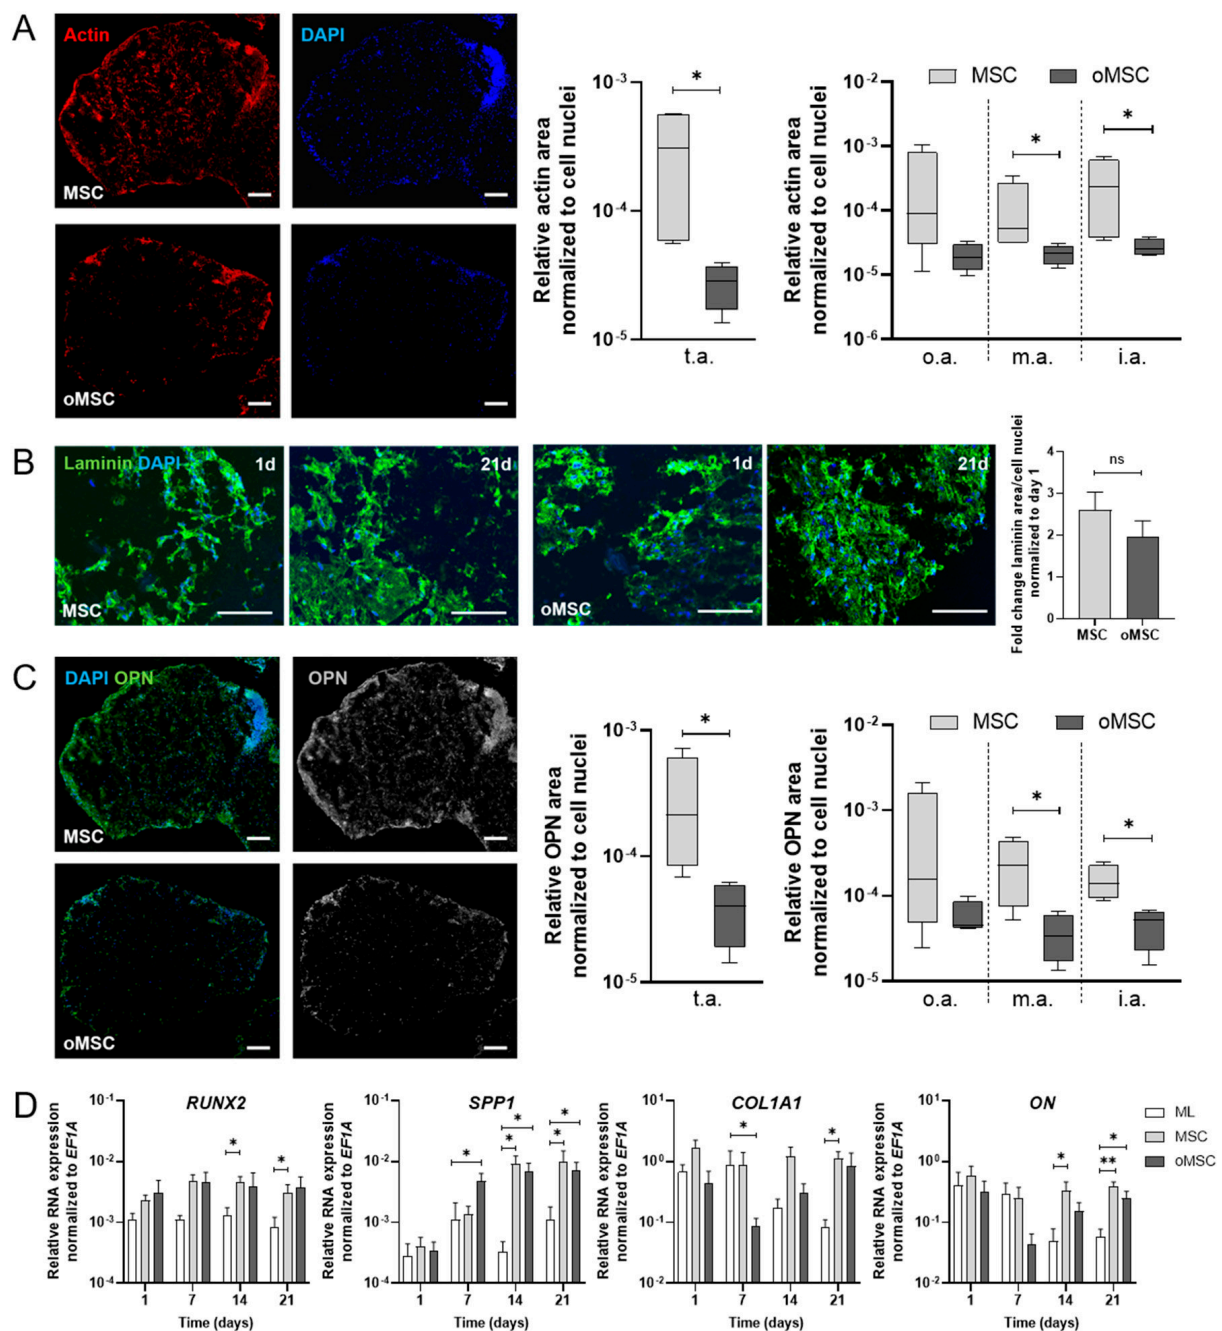 A
Actin
DAPI
MSC
oMSC
Relative actin area
normalized to cell nuclei
10-3
10-4
10-5
*
t.a.
Relative actin area
normalized to cell nuclei
MSC oMSC
10-2
10-3
10-4
10-5
10-6
* *
o.a. m.a. i.a.
B
Laminin DAPI 1d
MSC
21d
1d
oMSC
21d
Fold change laminin area/cell nuclei
normalized to day 1
4
3
2
1
0
ns
MSC oMSC
C
DAPI OPN
MSC
OPN
oMSC
Relative OPN area
normalized to cell nuclei
10-3
10-4
10-5
*
t.a.
Relative OPN area
normalized to cell nuclei
MSC oMSC
10-2
10-3
10-4
10-5
* *
o.a. m.a. i.a.
D
RUNX2
Relative RNA expression
normalized to EF1A
10-1
10-2
10-3
10-4
* *
1 7 14 21
Time (days)
SPP1
Relative RNA expression
normalized to EF1A
10-1
10-2
10-3
10-4
* * * * *
1 7 14 21
Time (days)
COL1A1
Relative RNA expression
normalized to EF1A
101
100
10-1
10-2
* *
1 7 14 21
Time (days)
ON
Relative RNA expression
normalized to EF1A
101
100
10-1
10-2
* ** *
1 7 14 21
Time (days)
ML
MSC
oMSC